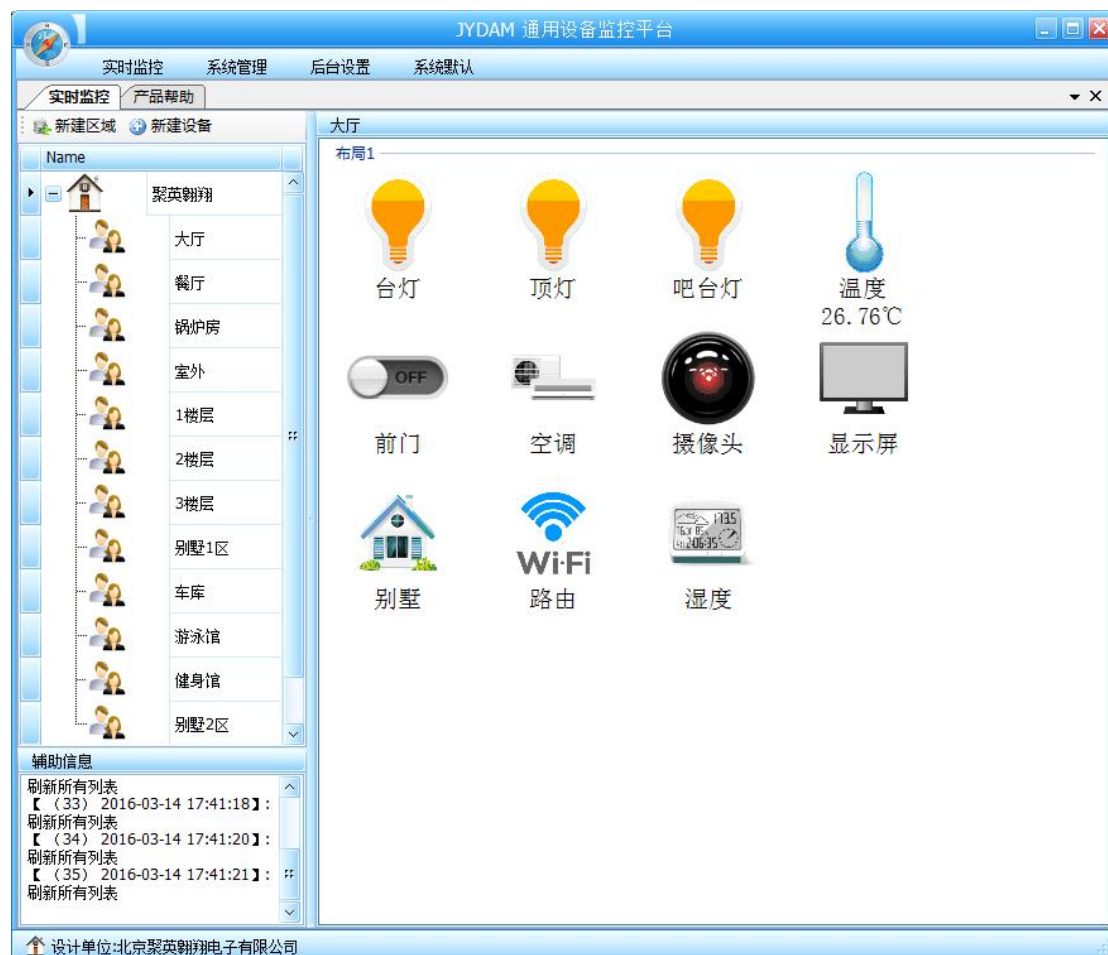 JYDAM 通用设备监控平台
实时监控 系统管理 后台设置 系统默认
实时监控 产品帮助
新建区域 新建设备
Name
聚英翱翔
大厅
餐厅
锅炉房
室外
1楼层
2楼层
3楼层
别墅1区
车库
游泳馆
健身馆
别墅2区
辅助信息
刷新所有列表
【 (33) 2016-03-14 17:41:18】:
刷新所有列表
【 (34) 2016-03-14 17:41:20】:
刷新所有列表
【 (35) 2016-03-14 17:41:21】:
刷新所有列表
大厅
布局1
台灯 顶灯 吧台灯 温度
26.76℃
OFF
前门 空调 摄像头 显示屏
Wi-Fi
别墅 路由 湿度
设计单位:北京聚英翱翔电子有限公司